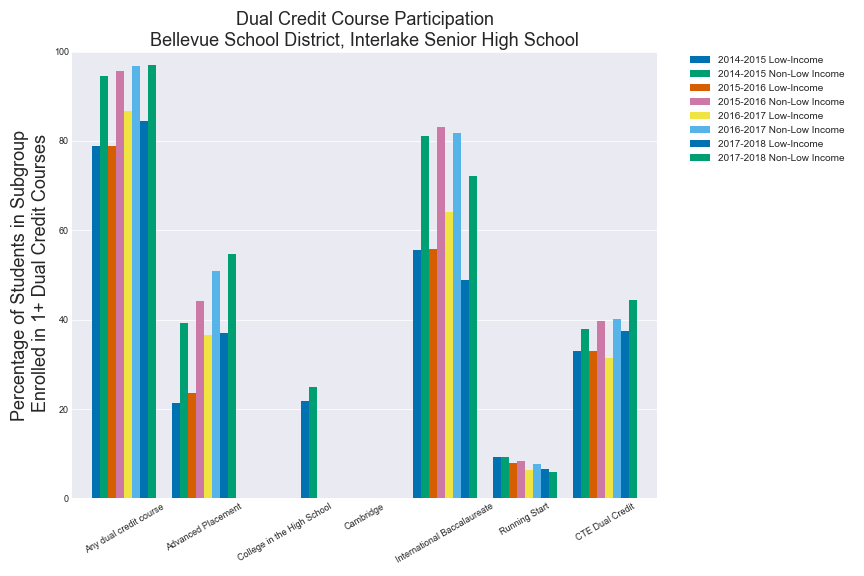 Dual Credit Course Participation
Bellevue School District, Interlake Senior High School
Percentage of Students in Subgroup
Enrolled in 1+ Dual Credit Courses
100
80
60
40
20
0
Any dual credit course
Advanced Placement
College in the High School
Cambridge
International Baccalaureate
Running Start
CTE Dual Credit
2014-2015 Low-Income
2014-2015 Non-Low Income
2015-2016 Low-Income
2015-2016 Non-Low Income
2016-2017 Low-Income
2016-2017 Non-Low Income
2017-2018 Low-Income
2017-2018 Non-Low Income